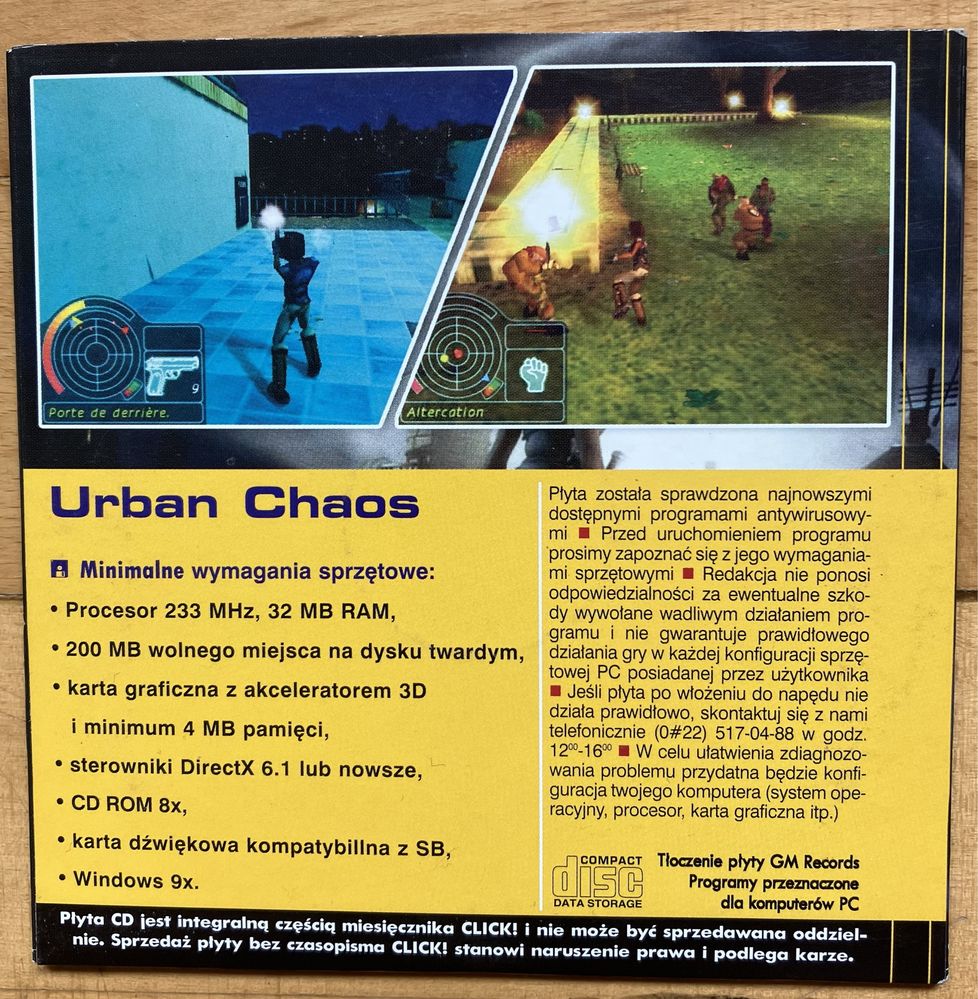 9
Porte de derrière.
Altercation
Urban Chaos
Minimalne wymagania sprzętowe:
• Procesor 233 MHz, 32 MB RAM,
• 200 MB wolnego miejsca na dysku twardym,
• karta graficzna z akceleratorem 3D
i minimum 4 MB pamięci,
• sterowniki DirectX 6.1 lub nowsze,
• CD ROM 8x,
• karta dźwiękowa kompatybillna z SB,
• Windows 9x.
Płyta została sprawdzona najnowszymi
dostępnymi programami antywirusowy-
mi ■ Przed uruchomieniem programu
prosimy zapoznać się z jego wymagania-
mi sprzętowymi ■ Redakcja nie ponosi
odpowiedzialności za ewentualne szko-
dy wywołane wadliwym działaniem pro-
gramu i nie gwarantuje prawidłowego
działania gry w każdej konfiguracji sprzę-
towej PC posiadanej przez użytkownika
■ Jeśli płyta po włożeniu do napędu nie
działa prawidłowo, skontaktuj się z nami
telefonicznie (0#22) 517-04-88 w godz.
12⁰⁰-16⁰⁰ ■ W celu ułatwienia zdiagnozo-
wania problemu przydatna będzie konfi-
guracja twojego komputera (system ope-
racyjny, procesor, karta graficzna itp.)
COMPACT
disc
DATA STORAGE
Tłoczenie płyty GM Records
Programy przeznaczone
dla komputerów PC
Płyta CD jest integralną częścią miesięcznika CLICK! i nie może być sprzedawana oddziel-
nie. Sprzedaż płyty bez czasopisma CLICK! stanowi naruszenie prawa i podlega karze.